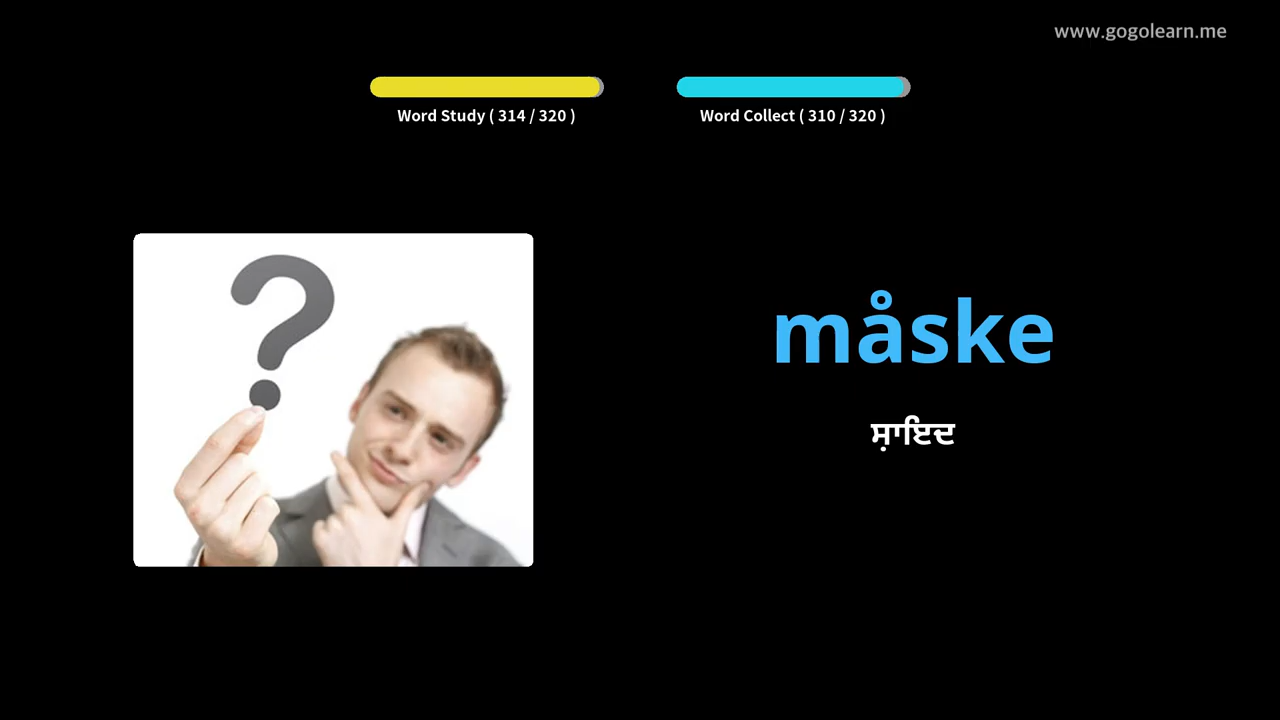 www.gogolearn.me
Word Study ( 314 / 320 )
Word Collect ( 310 / 320 )
?
måske
ਸ਼ਾਇਦ